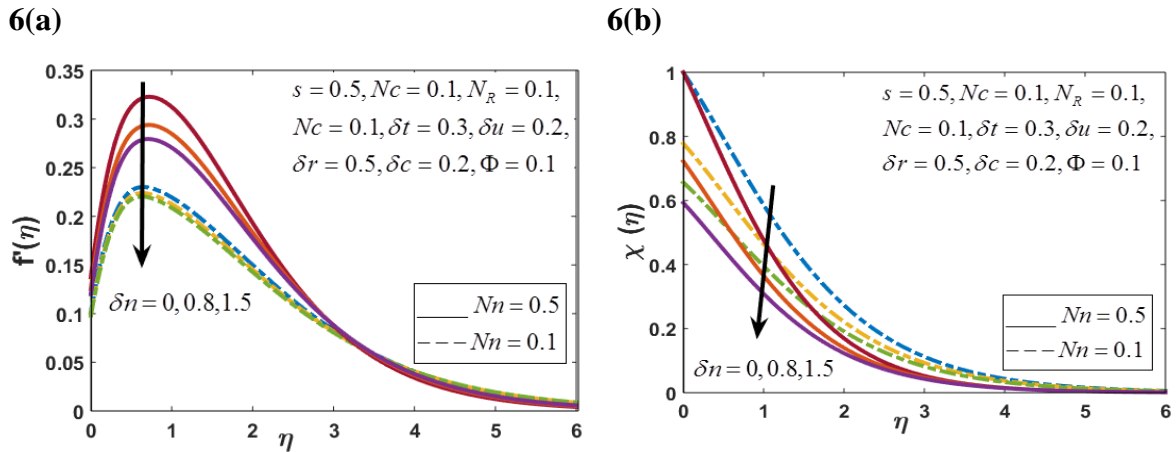 6(a)
f'(η)
0.35
0.3
0.25
0.2
0.15
0.1
0.05
0
s = 0.5, Nc = 0.1, N_R = 0.1,
Nc = 0.1, δt = 0.3, δu = 0.2,
δr = 0.5, δc = 0.2, Φ = 0.1
δn = 0, 0.8, 1.5
Nn = 0.5
Nn = 0.1
0 1 2 3 4 5 6
η
6(b)
χ (η)
1
0.8
0.6
0.4
0.2
0
s = 0.5, Nc = 0.1, N_R = 0.1,
Nc = 0.1, δt = 0.3, δu = 0.2,
δr = 0.5, δc = 0.2, Φ = 0.1
δn = 0, 0.8, 1.5
Nn = 0.5
Nn = 0.1
0 1 2 3 4 5 6
η